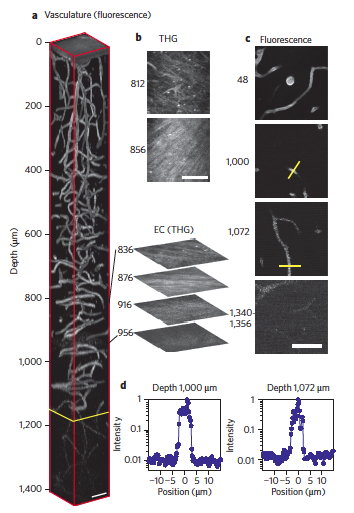 a Vasculature (fluorescence)
0
200
400
600
800
1,000
1,200
1,400
Depth (μm)
b THG
812
856
EC (THG)
836
876
916
956
c Fluorescence
48
1,000
1,072
1,340-
1,356
d Depth 1,000 μm
Intensity
1
0.1
0.01
−10−5 0 5 10
Position (μm)
Depth 1,072 μm
Intensity
1
0.1
0.01
−10−5 0 5 10
Position (μm)